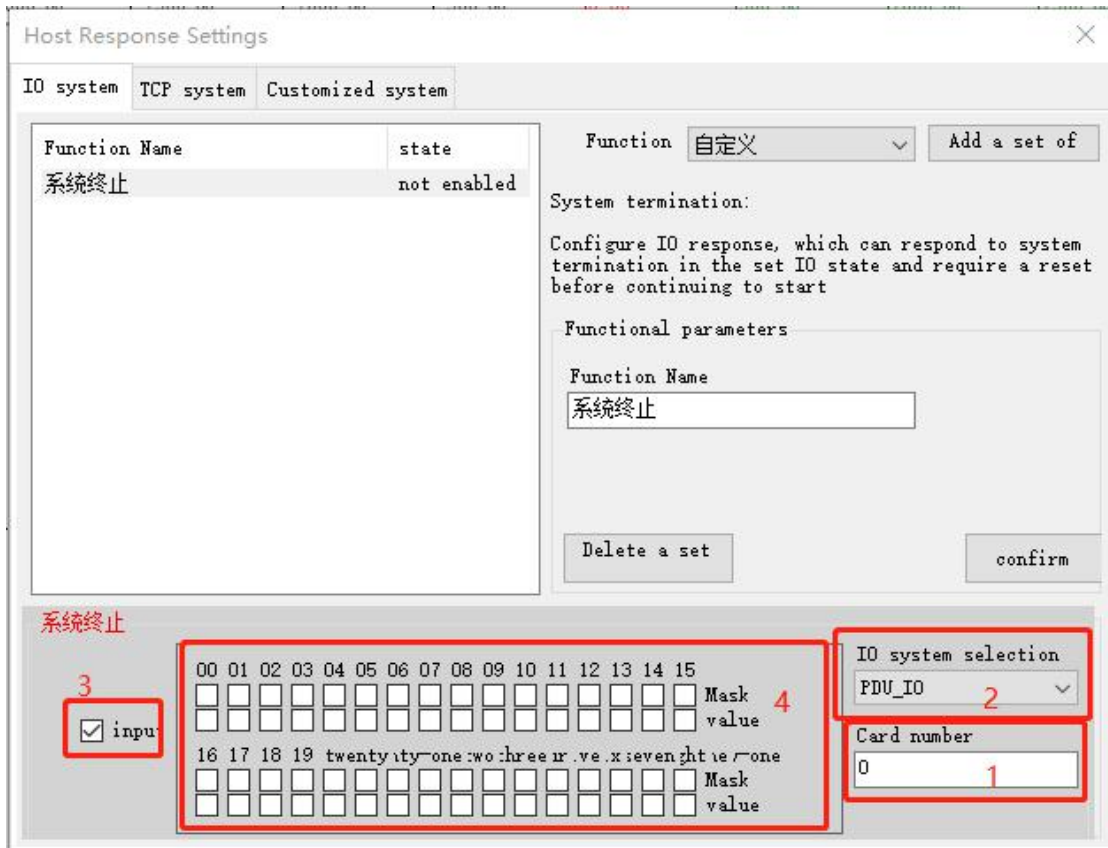 Host Response Settings
IO system TCP system Customized system
Function Name state
系统终止 not enabled
Function 自定义 Add a set of
System termination:
Configure IO response, which can respond to system
termination in the set IO state and require a reset
before continuing to start
Functional parameters
Function Name
系统终止
Delete a set confirm
系统终止
3
input
00 01 02 03 04 05 06 07 08 09 10 11 12 13 14 15
Mask
value
4
16 17 18 19 twenty
Mask
value
IO system selection
PDU_IO
2
Card number
0
1